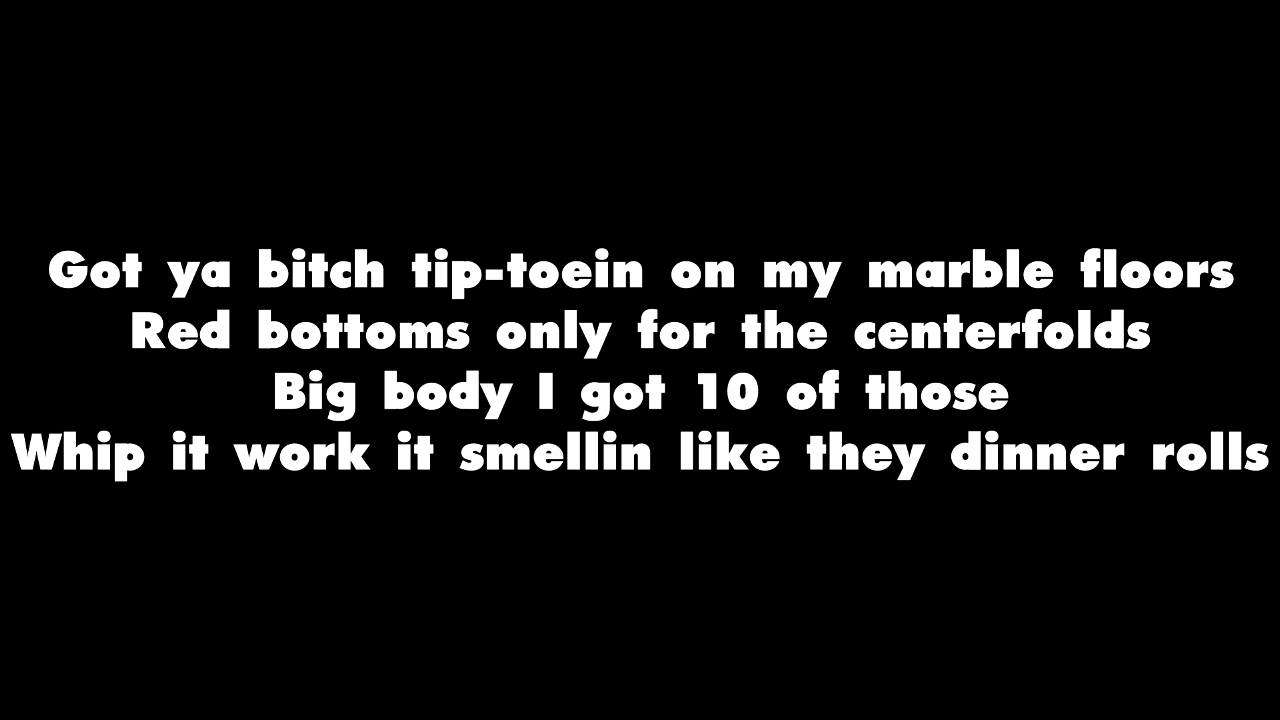 Got ya bitch tip-toein on my marble floors
Red bottoms only for the centerfolds
Big body I got 10 of those
Whip it work it smellin like they dinner rolls